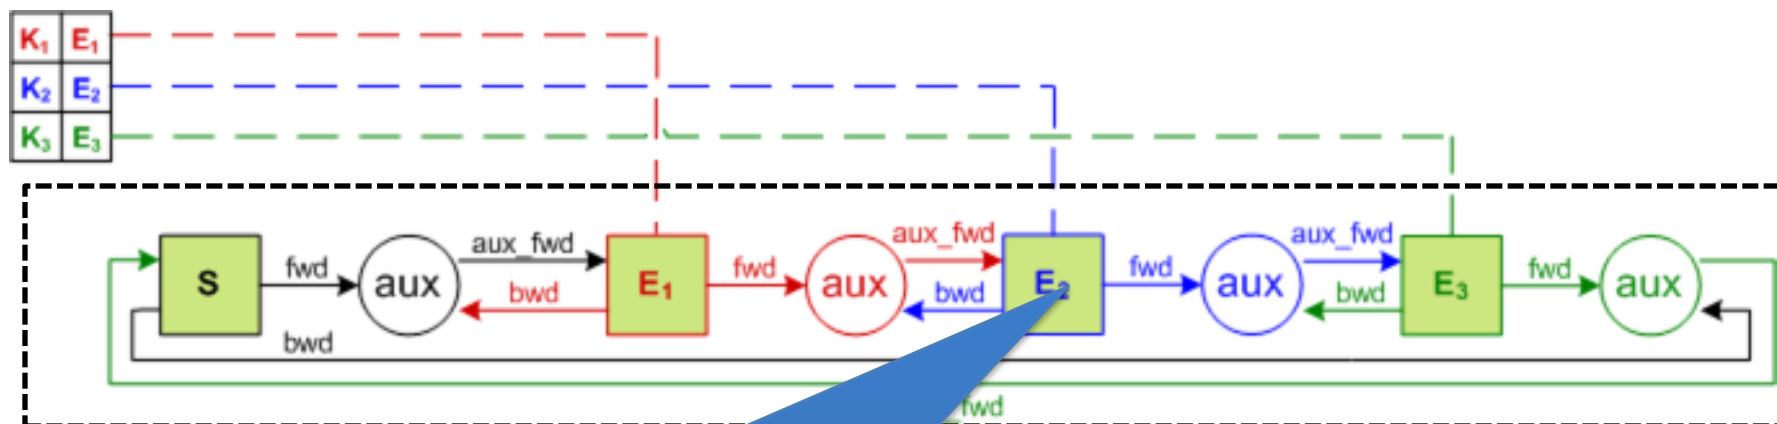 K₁ E₁
K₂ E₂
K₃ E₃
aux_fwd aux_fwd aux_fwd
S fwd aux E₁ fwd aux E₂ fwd aux E₃ fwd aux
bwd bwd bwd
bwd
fwd